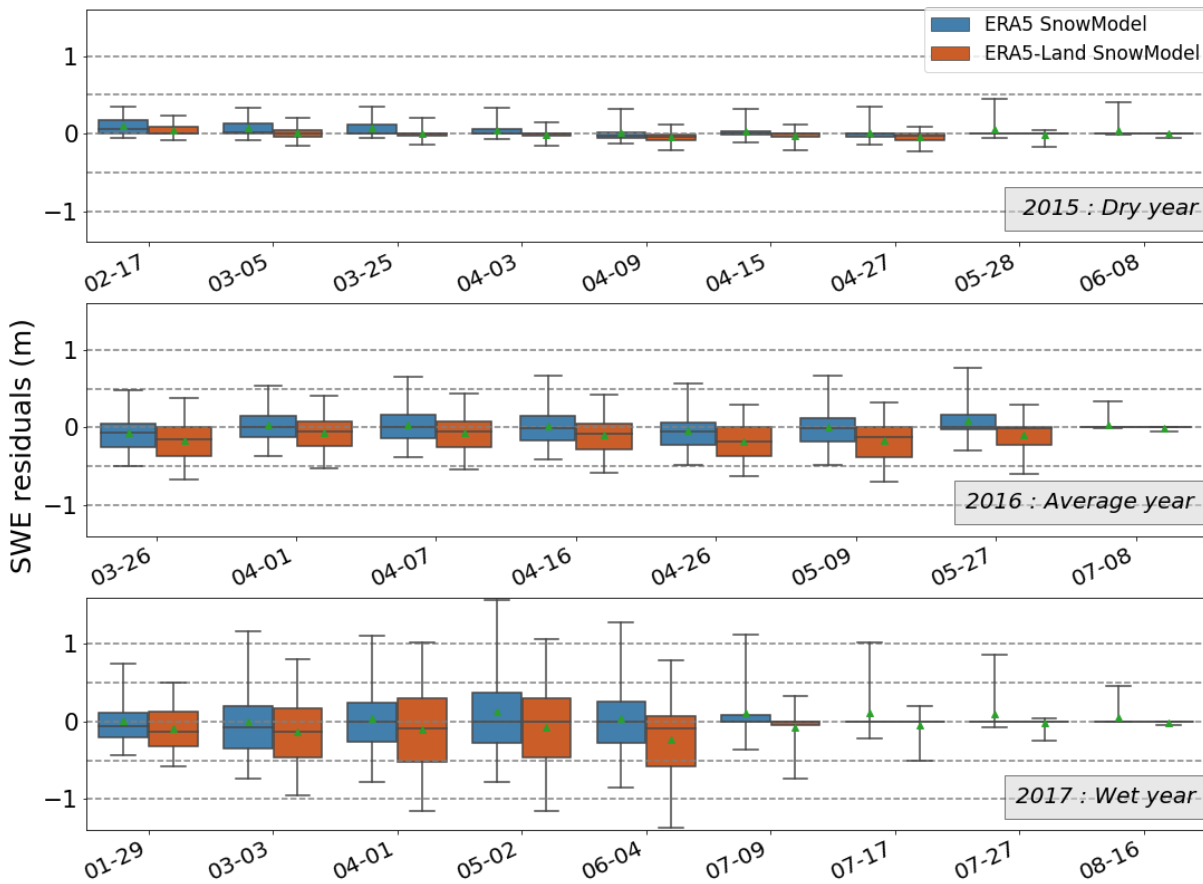 ERA5 SnowModel
ERA5-Land SnowModel
1
0
−1
2015 : Dry year
02-17 03-05 03-25 04-03 04-09 04-15 04-27 05-28 06-08
SWE residuals (m)
1
0
−1
2016 : Average year
03-26 04-01 04-07 04-16 04-26 05-09 05-27 07-08
1
0
−1
2017 : Wet year
01-29 03-03 04-01 05-02 06-04 07-09 07-17 07-27 08-16